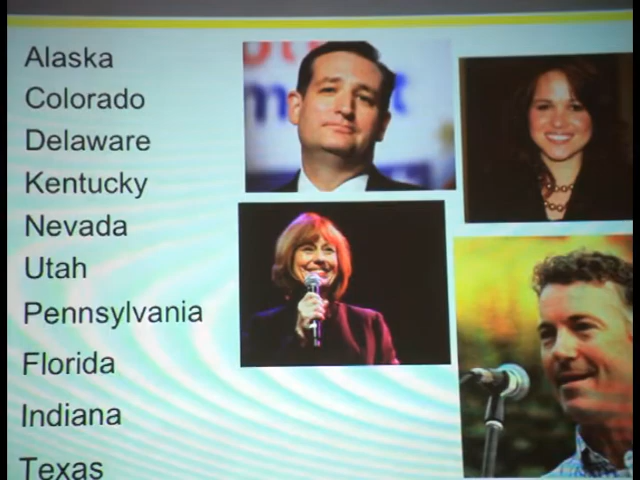 Alaska
Colorado
Delaware
Kentucky
Nevada
Utah
Pennsylvania
Florida
Indiana
Texas